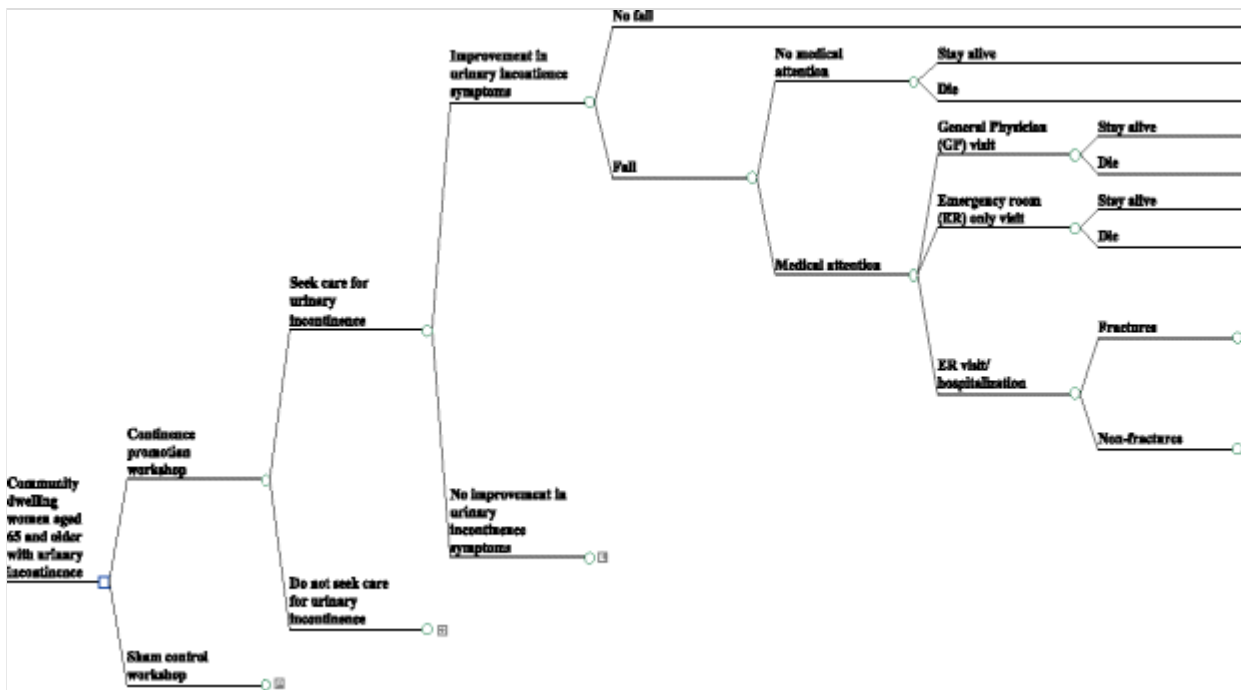 No fall
Improvement in
urinary incontience
symptoms
No medical
attention
Stay alive
Die
General Physician
(GP) visit
Stay alive
Die
Fall
Emergency room
(ER) only visit
Stay alive
Die
Medical attention
Seek care for
urinary
incontinence
Fractures
ER visit/
hospitalization
Non-fractures
Continence
promotion
workshop
Community
dwelling
women aged
65 and older
with urinary
incontinence
No improvement in
urinary
incontinence
symptoms
Do not seek care
for urinary
incontinence
Sham control
workshop